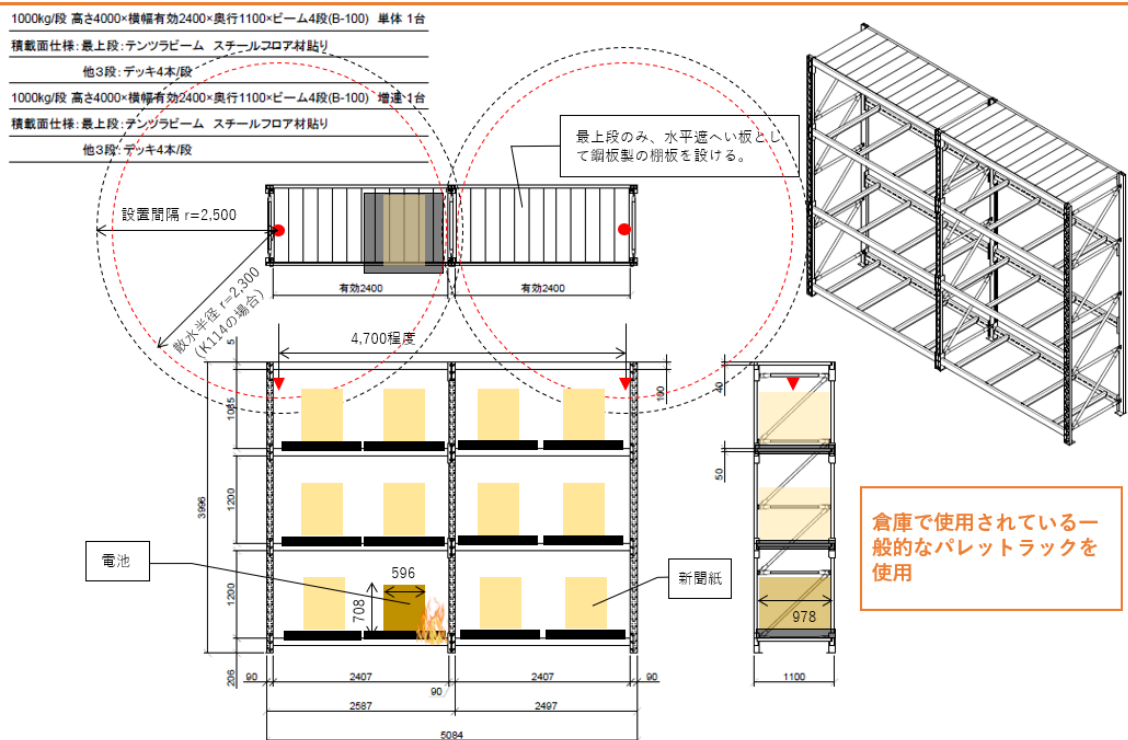 1000kg/段 高さ4000×横幅有効2400×奥行1100×ビーム4段(B-100) 単体 1台
積載面仕様：最上段：テンツラビーム スチールフロア材貼り
他3段：デッキ4本/段
1000kg/段 高さ4000×横幅有効2400×奥行1100×ビーム4段(B-100) 増連 1台
積載面仕様：最上段：テンツラビーム スチールフロア材貼り
他3段：デッキ4本/段
最上段のみ、水平遮へい板とし
て鋼板製の棚板を設ける。
設置間隔 r=2,500
散水半径 r=2,300
(K114の場合)
有効2400
有効2400
4,700程度
5
1085
1200
1200
206
3996
100
40
50
電池
596
708
新聞紙
978
倉庫で使用されている一
般的なパレットラックを
使用
90
2407
90
2407
90
2587
2497
5084
1100